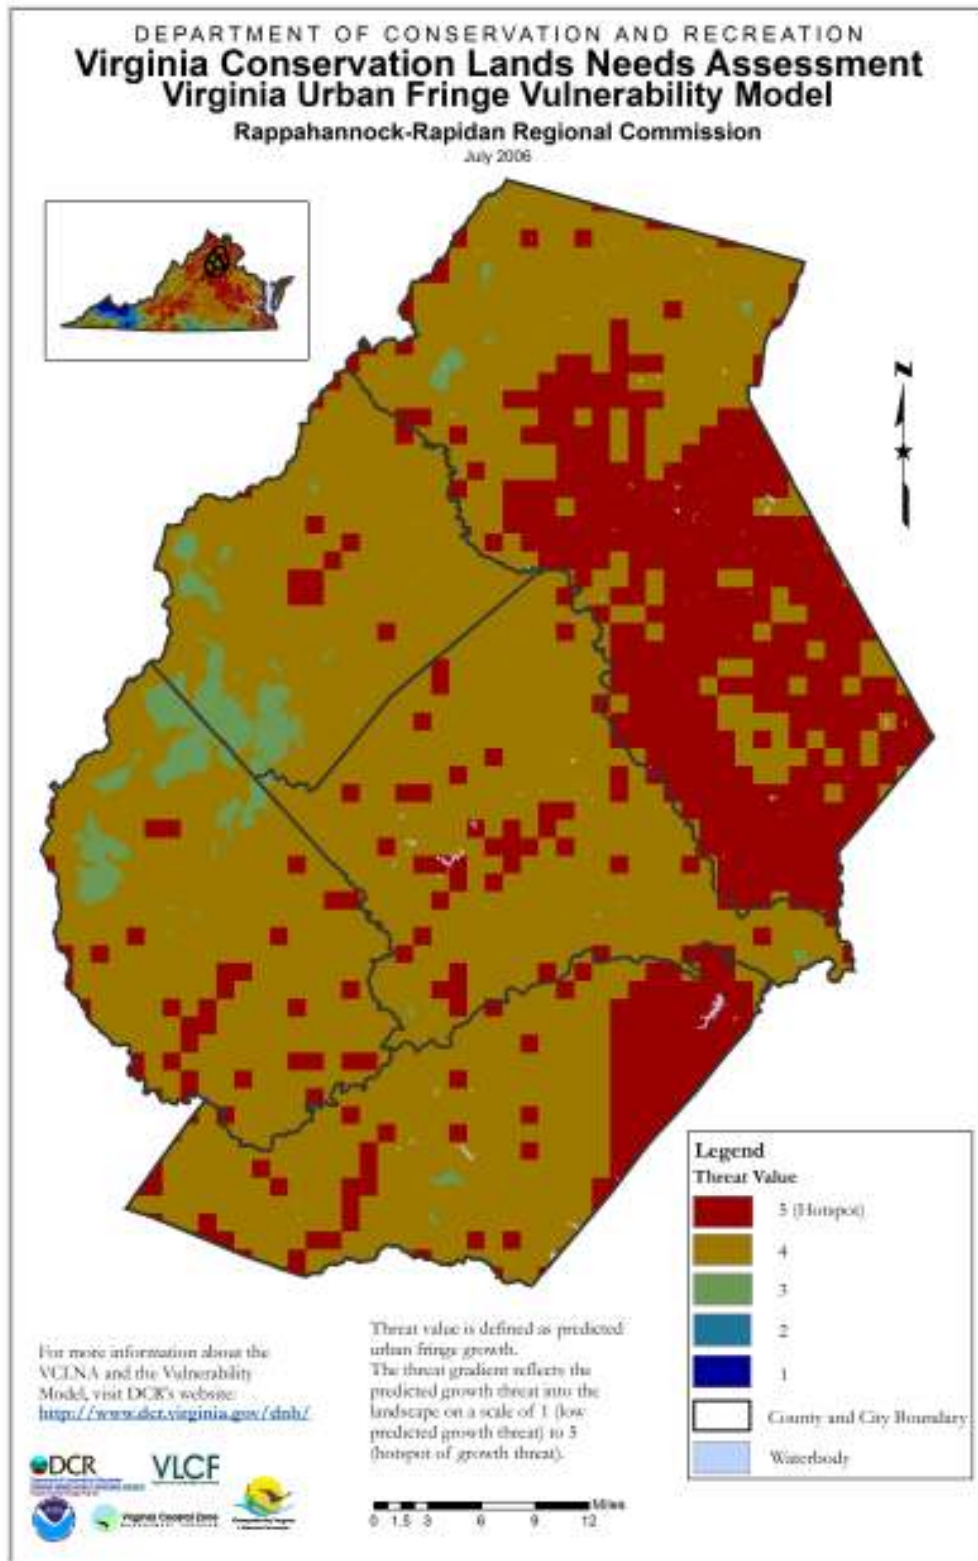 DEPARTMENT OF CONSERVATION AND RECREATION
Virginia Conservation Lands Needs Assessment
Virginia Urban Fringe Vulnerability Model
Rappahannock-Rapidan Regional Commission
July 2006
N
Legend
Threat Value
5 (Hotspot)
4
3
2
1
County and City Boundary
Waterbody
For more information about the
VCLNA and the Vulnerability
Model, visit DCR's website:
http://www.dcr.virginia.gov/dnh/
Threat value is defined as predicted
urban fringe growth.
The threat gradient reflects the
predicted growth threat into the
landscape on a scale of 1 (low
predicted growth threat) to 5
(hotspot of growth threat).
DCR
VLCF
Virginia Coastal Zone
Miles
0 1.5 3 6 9 12